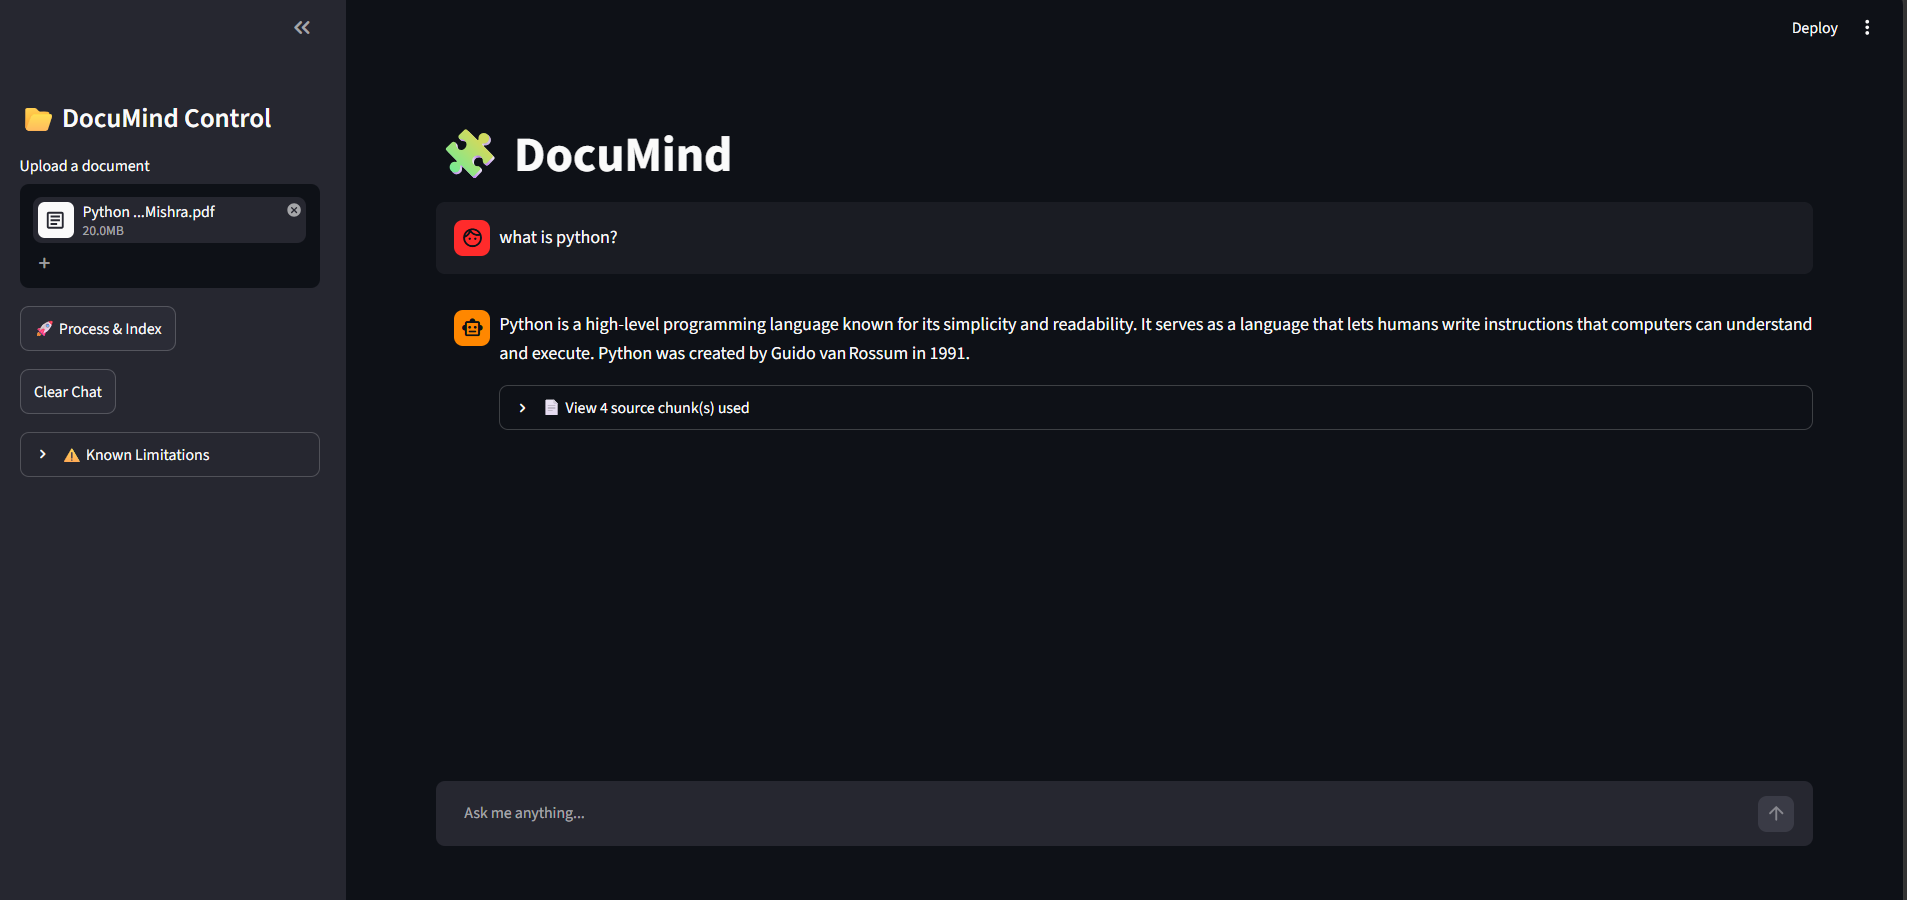 Deploy
DocuMind Control
Upload a document
Python ...Mishra.pdf
20.0MB
+
Process & Index
Clear Chat
Known Limitations
DocuMind
what is python?
Python is a high-level programming language known for its simplicity and readability. It serves as a language that lets humans write instructions that computers can understand
and execute. Python was created by Guido van Rossum in 1991.
View 4 source chunk(s) used
Ask me anything...